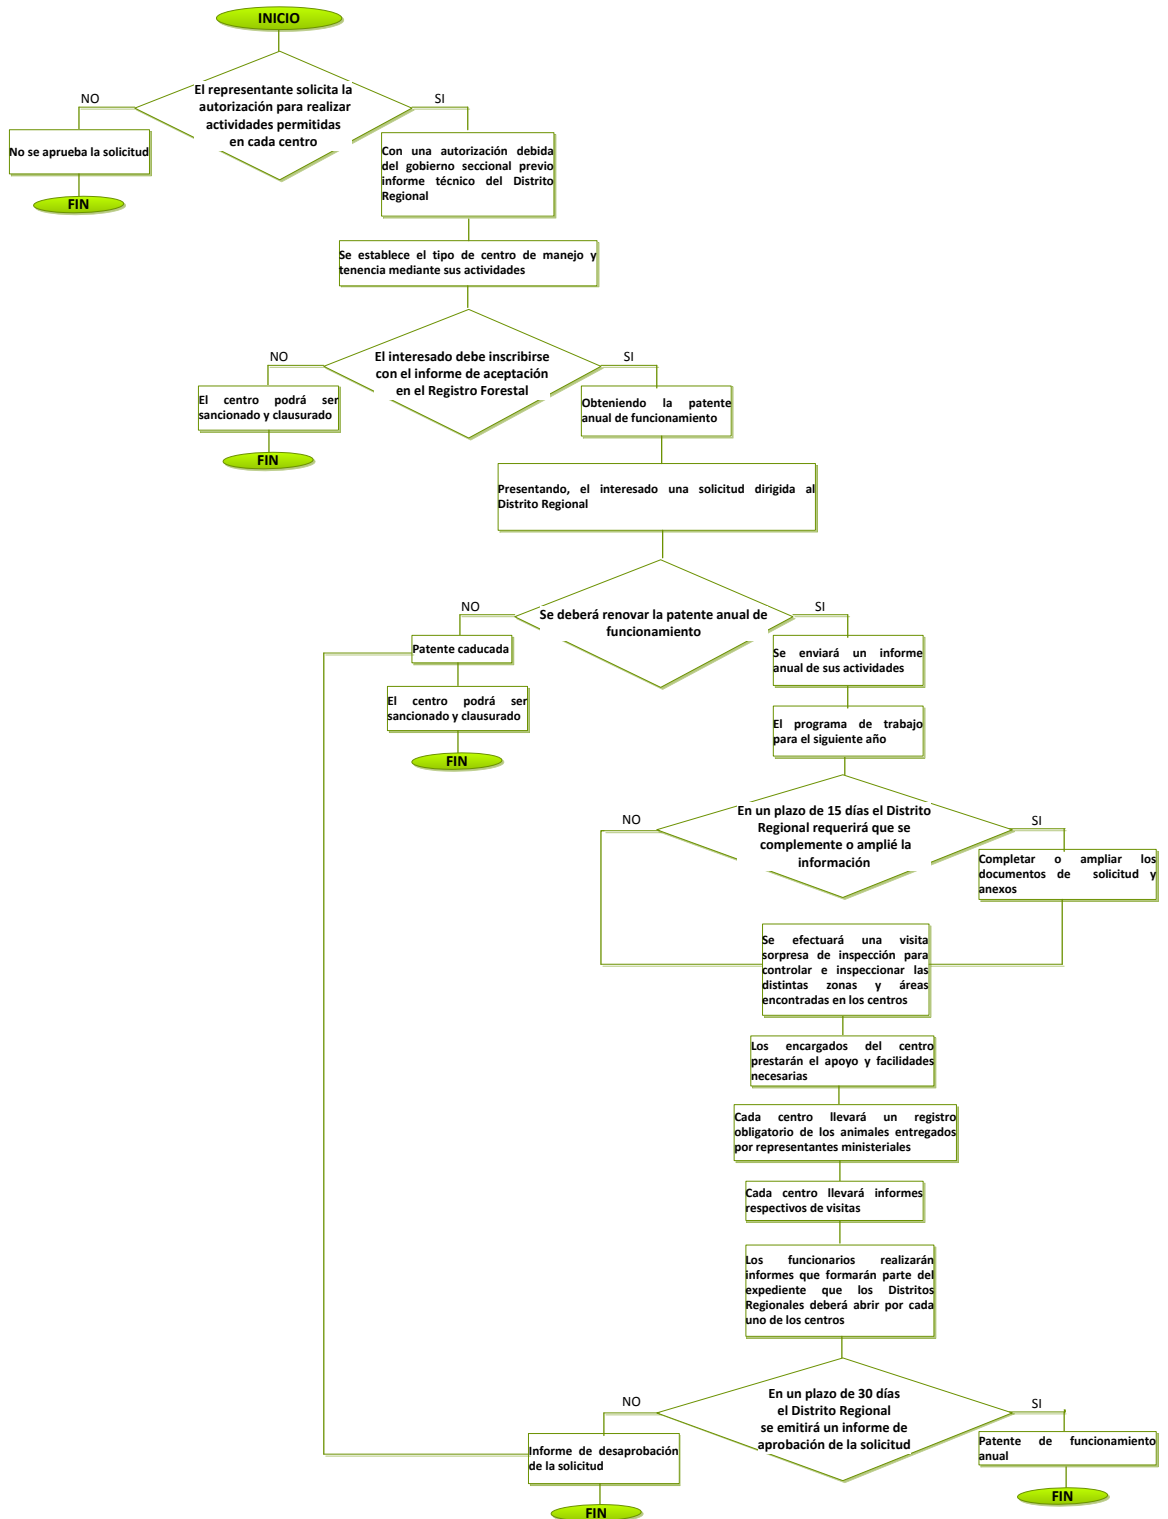 INICIO
El representante solicita la
autorización para realizar
actividades permitidas
en cada centro
NO
SI
No se aprueba la solicitud
FIN
Con una autorización debida
del gobierno seccional previo
informe técnico del Distrito
Regional
Se establece el tipo de centro de manejo y
tenencia mediante sus actividades
El interesado debe inscribirse
con el informe de aceptación
en el Registro Forestal
NO
SI
El centro podrá ser
sancionado y clausurado
FIN
Obteniendo la patente
anual de funcionamiento
Presentando, el interesado una solicitud dirigida al
Distrito Regional
Se deberá renovar la patente anual de
funcionamiento
NO
SI
Patente caducada
El centro podrá ser
sancionado y clausurado
FIN
Se enviará un informe
anual de sus actividades
El programa de trabajo
para el siguiente año
En un plazo de 15 días el Distrito
Regional requerirá que se
complemente o amplié la
información
NO
SI
Completar o ampliar los
documentos de solicitud y
anexos
Se efectuará una visita
sorpresa de inspección para
controlar e inspeccionar las
distintas zonas y áreas
encontradas en los centros
Los encargados del centro
prestarán el apoyo y facilidades
necesarias
Cada centro llevará un registro
obligatorio de los animales entregados
por representantes ministeriales
Cada centro llevará informes
respectivos de visitas
Los funcionarios realizarán
informes que formarán parte del
expediente que los Distritos
Regionales deberá abrir por cada
uno de los centros
En un plazo de 30 días
el Distrito Regional
se emitirá un informe de
aprobación de la solicitud
NO
SI
Informe de desaprobación
de la solicitud
FIN
Patente de funcionamiento
anual
FIN